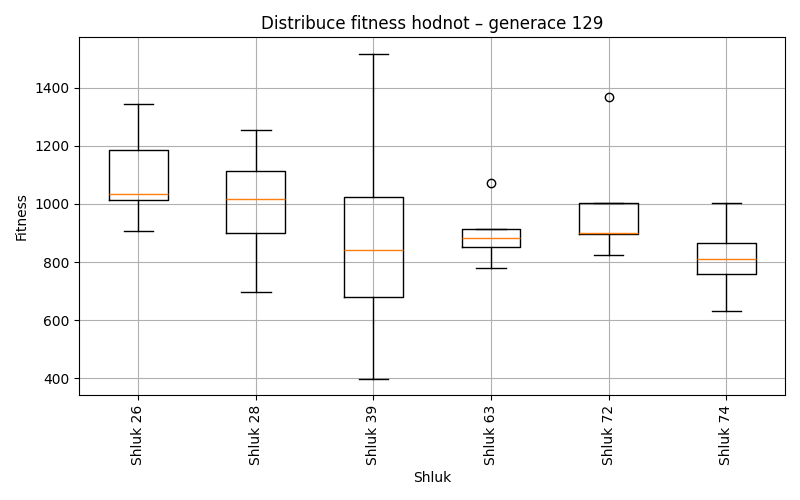 Distribuce fitness hodnot – generace 129
Fitness
1400
1200
1000
800
600
400
Shluk 26
Shluk 28
Shluk 39
Shluk 63
Shluk 72
Shluk 74
Shluk